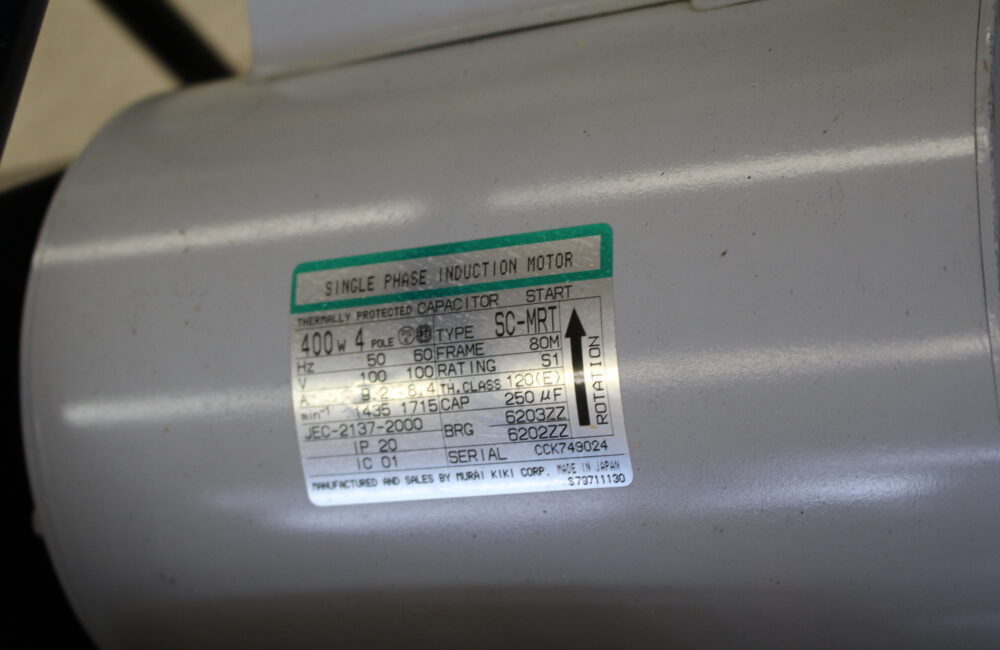 SINGLE PHASE INDUCTION MOTOR
THERMALLY PROTECTED CAPACITOR START
400 W 4 POLE TYPE SC-MRT
Hz 50 60 FRAME 80M
V 100 100 RATING S1
A 9.2 8.4 TH.CLASS 120(E)
min-1 1435 1715 CAP 250 μF
JEC-2137-2000 BRG 6203ZZ
IP 20 6202ZZ
IC 01 SERIAL CCK749024
ROTATION
MANUFACTURED AND SALES BY MURAI KIKI CORP. MADE IN JAPAN
S79711130